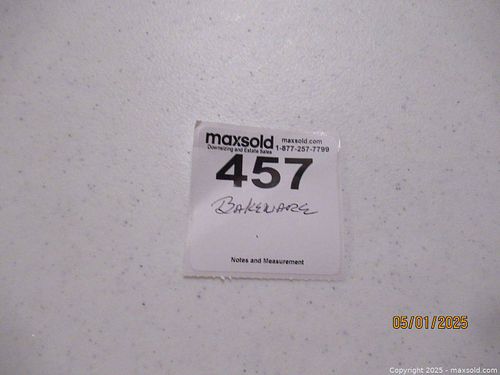 maxsold maxsold.com
Downsizing and Estate Sales 1-877-257-7799
457
BAKEWARE
Notes and Measurement
05/01/2025
Copyright 2025 - maxsold.com